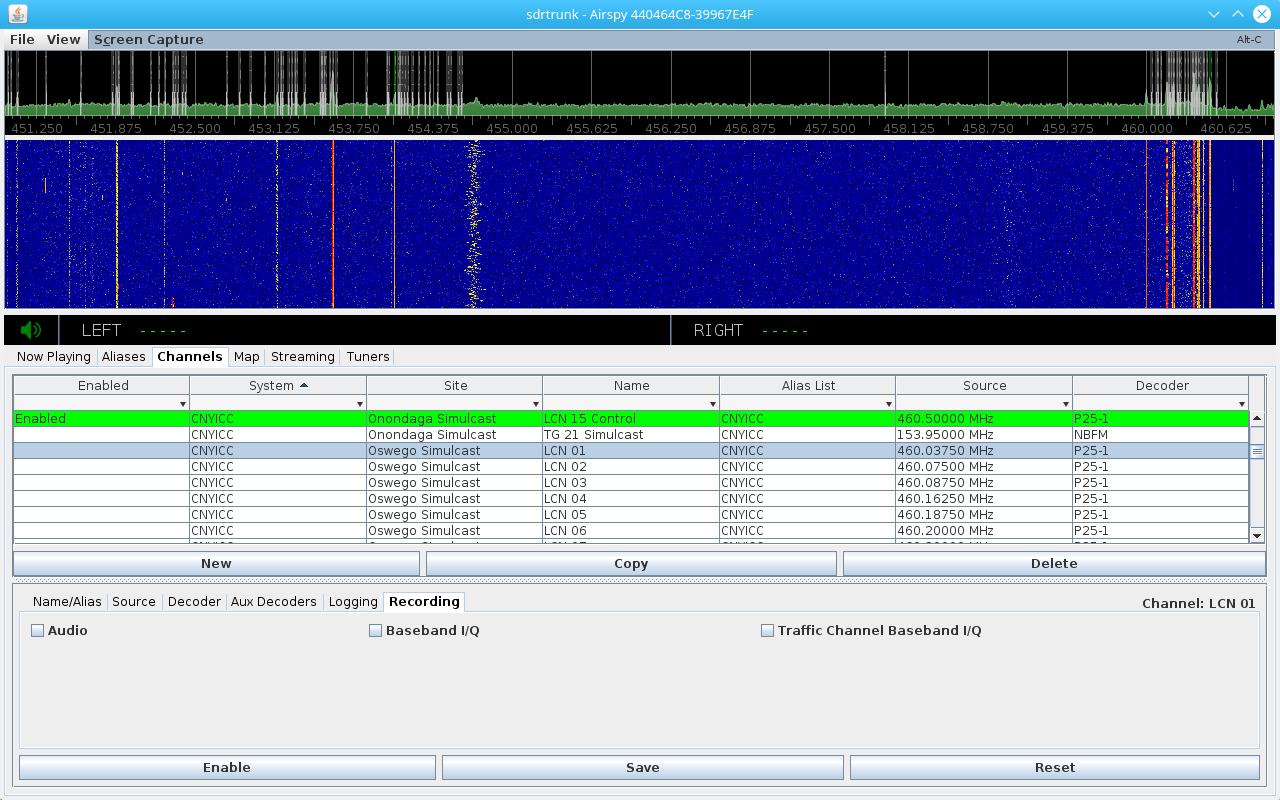 sdrtrunk - Airspy 440464C8-39967E4F
File View Screen Capture Alt-C
451.250 451.875 452.500 453.125 453.750 454.375 455.000 455.625 456.250 456.875 457.500 458.125 458.750 459.375 460.000 460.625
LEFT ----- RIGHT -----
Now Playing Aliases Channels Map Streaming Tuners
Enabled System Site Name Alias List Source Decoder
Enabled CNYICC Onondaga Simulcast LCN 15 Control CNYICC 460.50000 MHz P25-1
CNYICC Onondaga Simulcast TG 21 Simulcast CNYICC 153.95000 MHz NBFM
CNYICC Oswego Simulcast LCN 01 CNYICC 460.03750 MHz P25-1
CNYICC Oswego Simulcast LCN 02 CNYICC 460.07500 MHz P25-1
CNYICC Oswego Simulcast LCN 03 CNYICC 460.08750 MHz P25-1
CNYICC Oswego Simulcast LCN 04 CNYICC 460.16250 MHz P25-1
CNYICC Oswego Simulcast LCN 05 CNYICC 460.18750 MHz P25-1
CNYICC Oswego Simulcast LCN 06 CNYICC 460.20000 MHz P25-1
New Copy Delete
Name/Alias Source Decoder Aux Decoders Logging Recording Channel: LCN 01
Audio Baseband I/Q Traffic Channel Baseband I/Q
Enable Save Reset